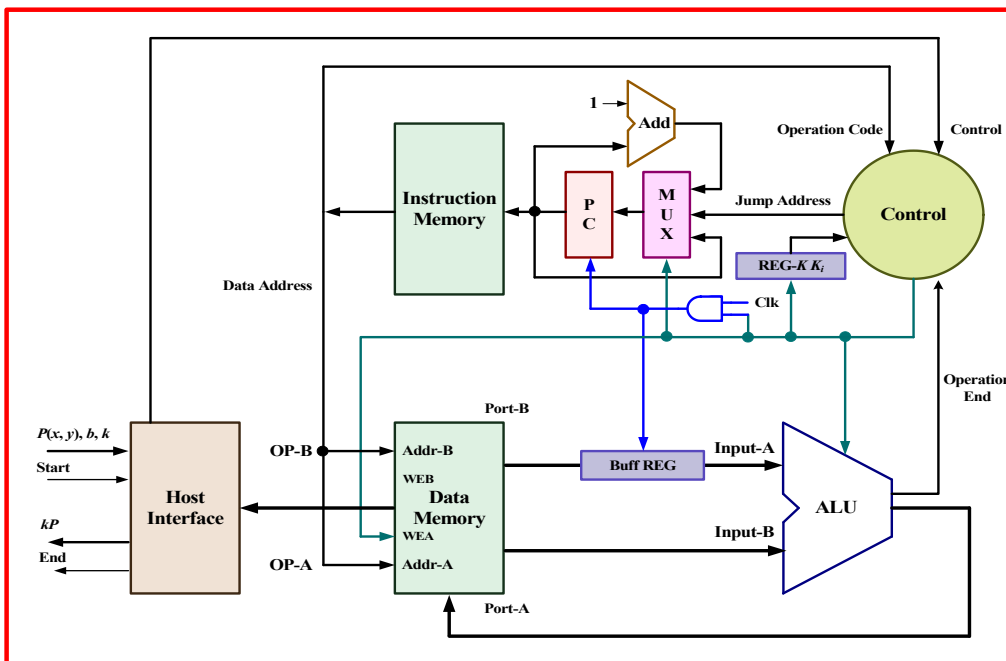 1
Add
Operation Code
Control
Instruction
Memory
P
C
M
U
X
Jump Address
Control
REG-K Ki
Data Address
Clk
Operation
End
P(x, y), b, k
Start
kP
End
Host
Interface
OP-B
OP-A
Port-B
Addr-B
WEB
Data
Memory
WEA
Addr-A
Port-A
Buff REG
Input-A
Input-B
ALU